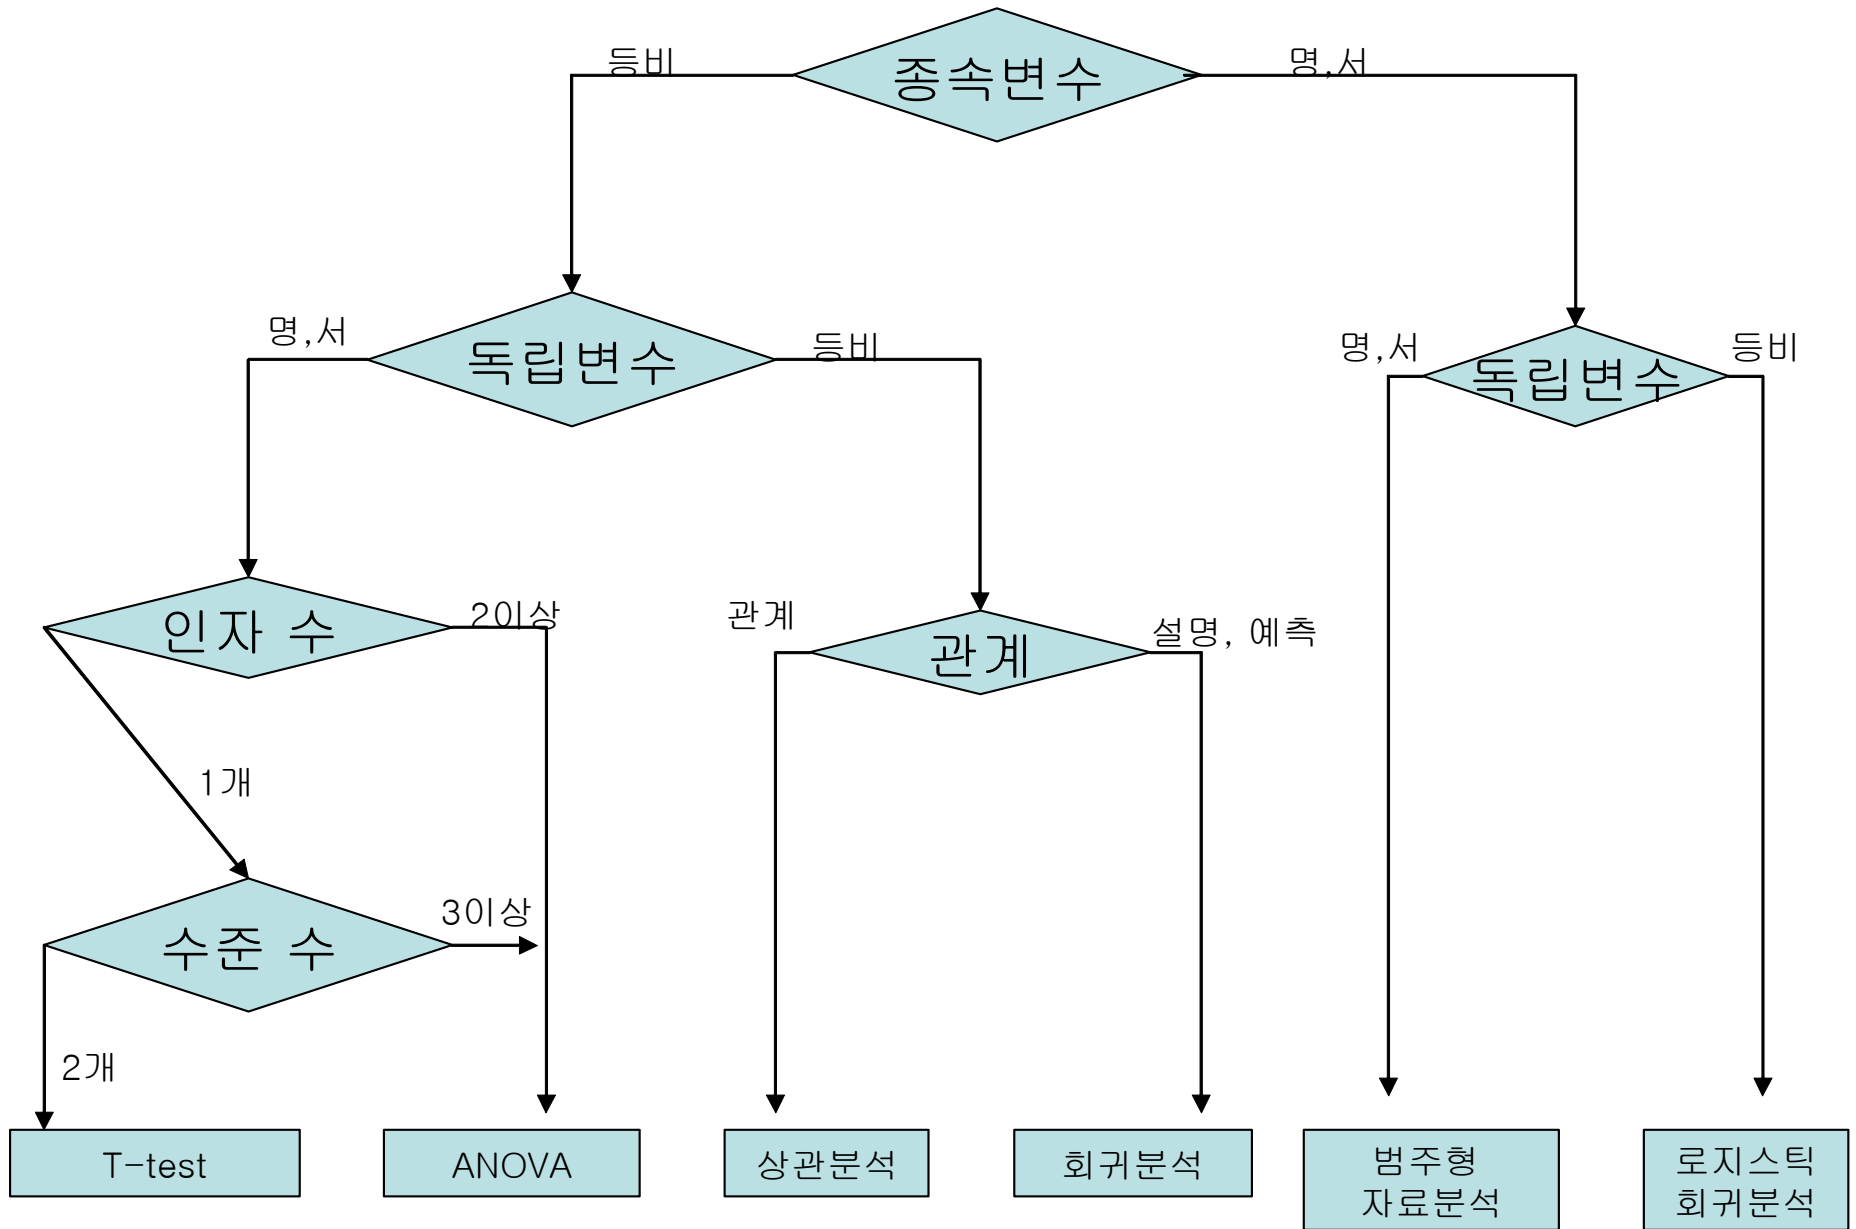 등비
종속변수
명,서
명,서
독립변수
등비
명,서
독립변수
등비
인자 수
2이상
관계
관계
설명, 예측
1개
3이상
수준 수
2개
T-test
ANOVA
상관분석
회귀분석
범주형
자료분석
로지스틱
회귀분석